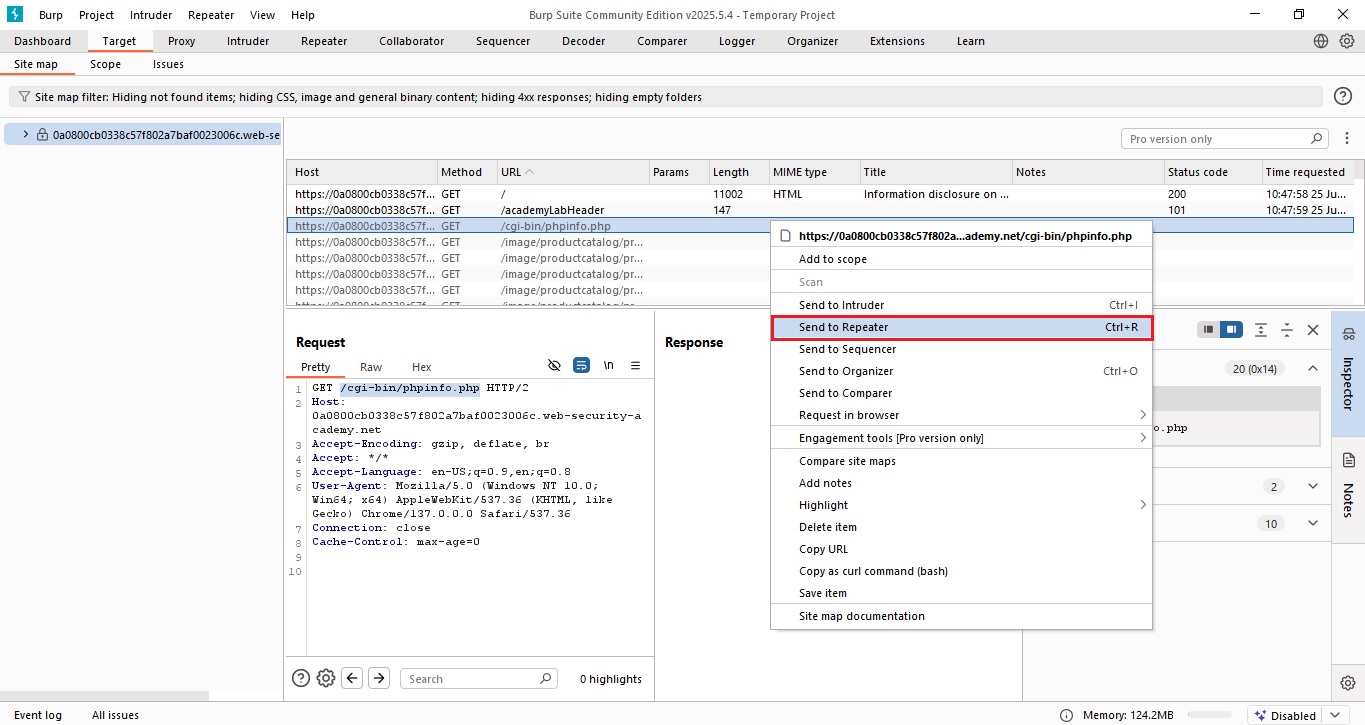 Burp Project Intruder Repeater View Help Burp Suite Community Edition v2025.5.4 - Temporary Project
Dashboard Target Proxy Intruder Repeater Collaborator Sequencer Decoder Comparer Logger Organizer Extensions Learn
Site map Scope Issues
Site map filter: Hiding not found items; hiding CSS, image and general binary content; hiding 4xx responses; hiding empty folders
0a0800cb0338c57f802a7baf0023006c.web-se
Pro version only
Host Method URL Params Length MIME type Title Notes Status code Time requested
https://0a0800cb0338c57f... GET / 11002 HTML Information disclosure on ... 200 10:47:58 25 Ju...
https://0a0800cb0338c57f... GET /academyLabHeader 147 101 10:47:59 25 Ju...
https://0a0800cb0338c57f... GET /cgi-bin/phpinfo.php
https://0a0800cb0338c57f... GET /image/productcatalog/pr...
https://0a0800cb0338c57f... GET /image/productcatalog/pr...
https://0a0800cb0338c57f... GET /image/productcatalog/pr...
https://0a0800cb0338c57f... GET /image/productcatalog/pr...
https://0a0800cb0338c57f802a...ademy.net/cgi-bin/phpinfo.php
Add to scope
Scan
Send to Intruder Ctrl+I
Send to Repeater Ctrl+R
Send to Sequencer
Send to Organizer Ctrl+O
Send to Comparer
Request in browser
Engagement tools [Pro version only]
Compare site maps
Add notes
Highlight
Delete item
Copy URL
Copy as curl command (bash)
Save item
Site map documentation
Request
Pretty Raw Hex \n
1 GET /cgi-bin/phpinfo.php HTTP/2
2 Host:
0a0800cb0338c57f802a7baf0023006c.web-security-a
cademy.net
3 Accept-Encoding: gzip, deflate, br
4 Accept: */*
5 Accept-Language: en-US;q=0.9,en;q=0.8
6 User-Agent: Mozilla/5.0 (Windows NT 10.0;
Win64; x64) AppleWebKit/537.36 (KHTML, like
Gecko) Chrome/137.0.0.0 Safari/537.36
7 Connection: close
8 Cache-Control: max-age=0
9
10
Search 0 highlights
Response
20 (0x14)
o.php
2
10
Inspector
Notes
Event log All issues Memory: 124.2MB Disabled